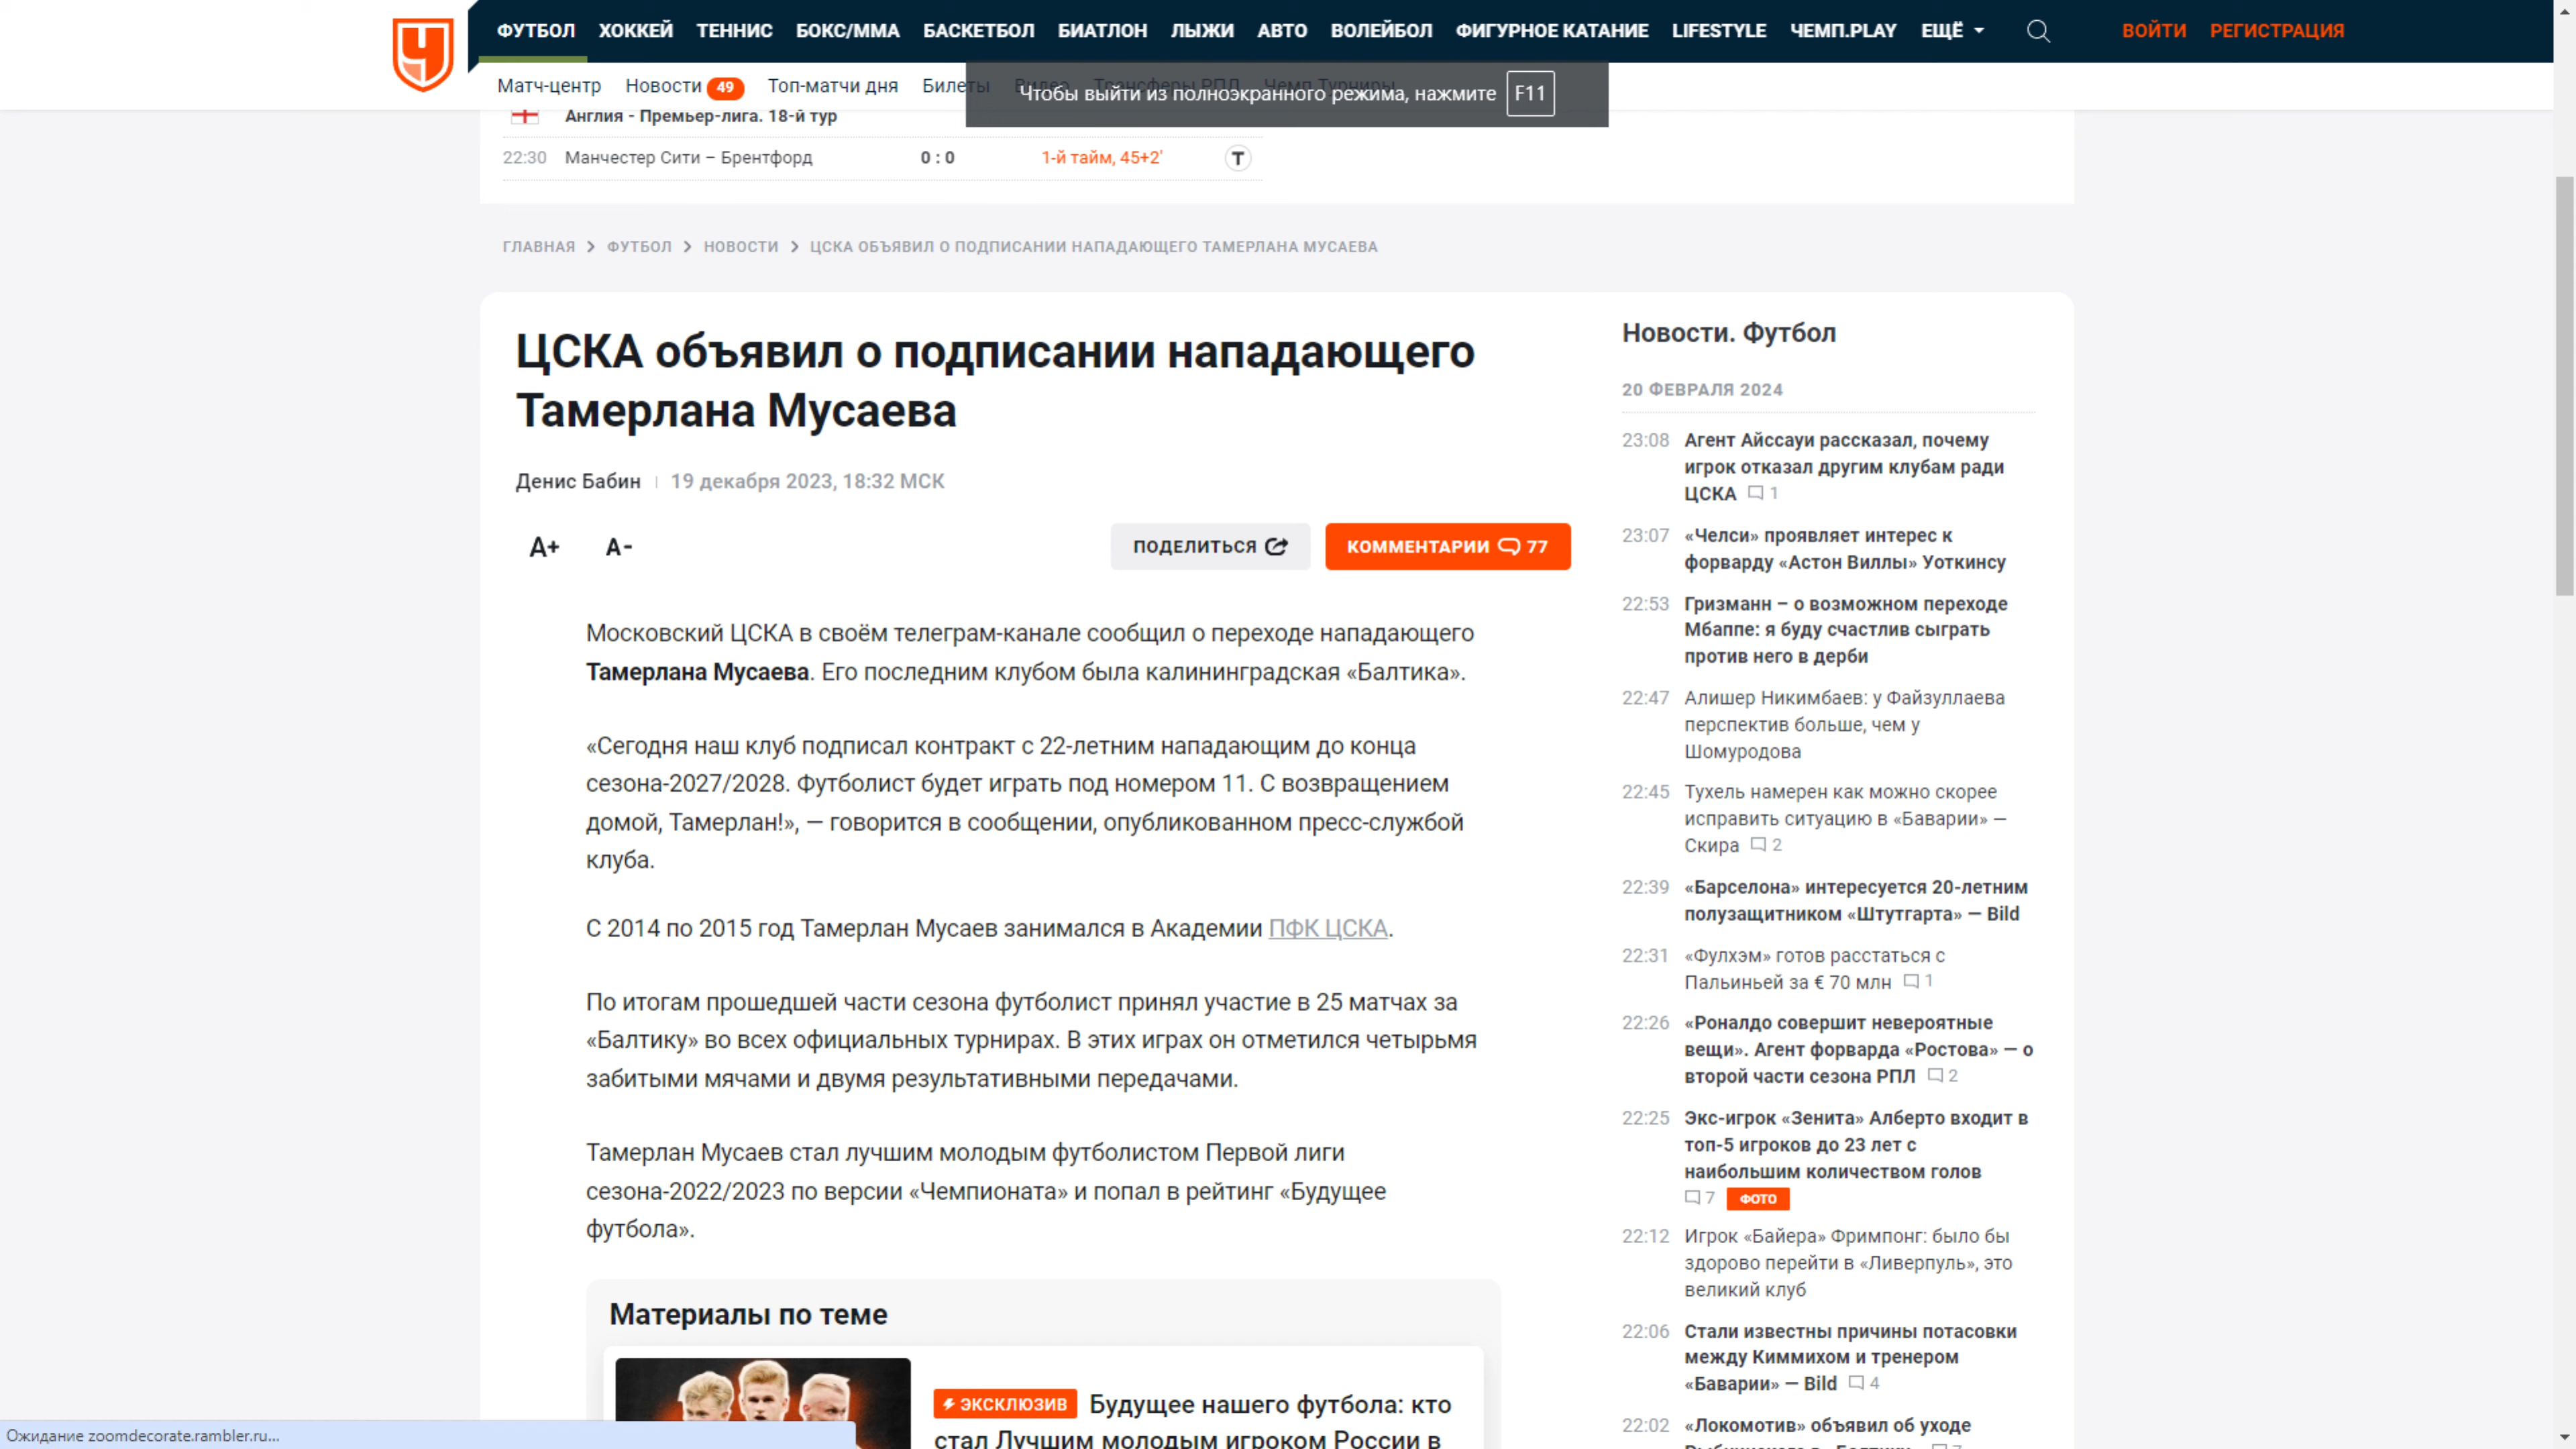 ФУТБОЛ ХОККЕЙ ТЕННИС БОКС/ММА БАСКЕТБОЛ БИАТЛОН ЛЫЖИ АВТО ВОЛЕЙБОЛ ФИГУРНОЕ КАТАНИЕ LIFESTYLE ЧЕМП.PLAY ЕЩЁ ВОЙТИ РЕГИСТРАЦИЯ
Матч-центр Новости 49 Топ-матчи дня Билеты Видео Трансферы РПЛ Чемп.Турниры
Чтобы выйти из полноэкранного режима, нажмите F11
Англия - Премьер-лига. 18-й тур
22:30 Манчестер Сити – Брентфорд 0 : 0 1-й тайм, 45+2' T
ГЛАВНАЯ > ФУТБОЛ > НОВОСТИ > ЦСКА ОБЪЯВИЛ О ПОДПИСАНИИ НАПАДАЮЩЕГО ТАМЕРЛАНА МУСАЕВА
ЦСКА объявил о подписании нападающего
Тамерлана Мусаева
Денис Бабин | 19 декабря 2023, 18:32 МСК
A+ A-
ПОДЕЛИТЬСЯ КОММЕНТАРИИ 77
Московский ЦСКА в своём телеграм-канале сообщил о переходе нападающего
Тамерлана Мусаева. Его последним клубом была калининградская «Балтика».
«Сегодня наш клуб подписал контракт с 22-летним нападающим до конца
сезона-2027/2028. Футболист будет играть под номером 11. С возвращением
домой, Тамерлан!», — говорится в сообщении, опубликованном пресс-службой
клуба.
С 2014 по 2015 год Тамерлан Мусаев занимался в Академии ПФК ЦСКА.
По итогам прошедшей части сезона футболист принял участие в 25 матчах за
«Балтику» во всех официальных турнирах. В этих играх он отметился четырьмя
забитыми мячами и двумя результативными передачами.
Тамерлан Мусаев стал лучшим молодым футболистом Первой лиги
сезона-2022/2023 по версии «Чемпионата» и попал в рейтинг «Будущее
футбола».
Материалы по теме
ЭКСКЛЮЗИВ Будущее нашего футбола: кто
стал Лучшим молодым игроком России в
Новости. Футбол
20 ФЕВРАЛЯ 2024
23:08 Агент Айссауи рассказал, почему
игрок отказал другим клубам ради
ЦСКА 1
23:07 «Челси» проявляет интерес к
форварду «Астон Виллы» Уоткинсу
22:53 Гризманн – о возможном переходе
Мбаппе: я буду счастлив сыграть
против него в дерби
22:47 Алишер Никимбаев: у Файзуллаева
перспектив больше, чем у
Шомуродова
22:45 Тухель намерен как можно скорее
исправить ситуацию в «Баварии» —
Скира 2
22:39 «Барселона» интересуется 20-летним
полузащитником «Штутгарта» — Bild
22:31 «Фулхэм» готов расстаться с
Пальиньей за € 70 млн 1
22:26 «Роналдо совершит невероятные
вещи». Агент форварда «Ростова» — о
второй части сезона РПЛ 2
22:25 Экс-игрок «Зенита» Алберто входит в
топ-5 игроков до 23 лет с
наибольшим количеством голов
7 ФОТО
22:12 Игрок «Байера» Фримпонг: было бы
здорово перейти в «Ливерпуль», это
великий клуб
22:06 Стали известны причины потасовки
между Киммихом и тренером
«Баварии» — Bild 4
22:02 «Локомотив» объявил об уходе
Ожидание zoomdecorate.rambler.ru...